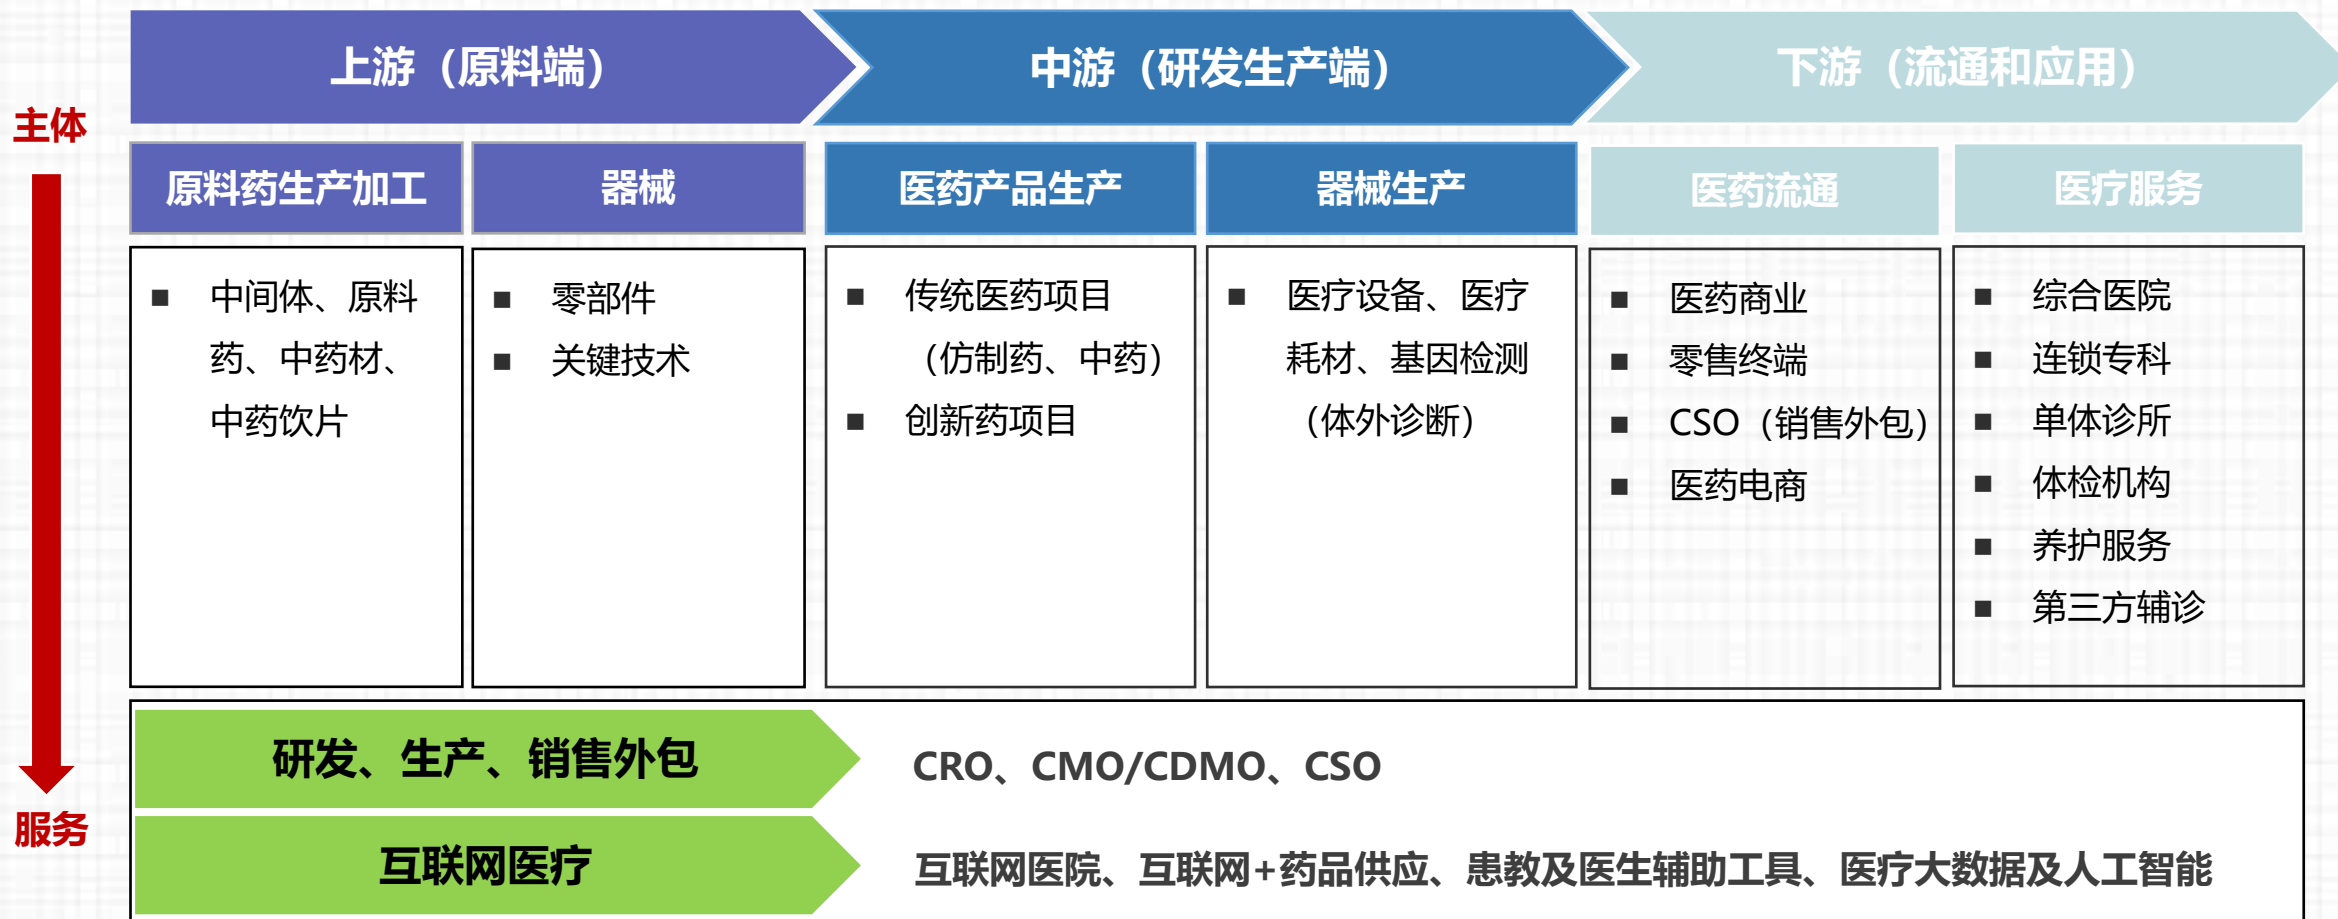 上游（原料端）
中游（研发生产端）
下游（流通和应用）
主体
原料药生产加工
器械
医药产品生产
器械生产
医药流通
医疗服务
■ 中间体、原料
药、中药材、
中药饮片
■ 零部件
■ 关键技术
■ 传统医药项目
（仿制药、中药）
■ 创新药项目
■ 医疗设备、医疗
耗材、基因检测
（体外诊断）
■ 医药商业
■ 零售终端
■ CSO（销售外包）
■ 医药电商
■ 综合医院
■ 连锁专科
■ 单体诊所
■ 体检机构
■ 养护服务
■ 第三方辅诊
服务
研发、生产、销售外包
CRO、CMO/CDMO、CSO
互联网医疗
互联网医院、互联网+药品供应、患教及医生辅助工具、医疗大数据及人工智能